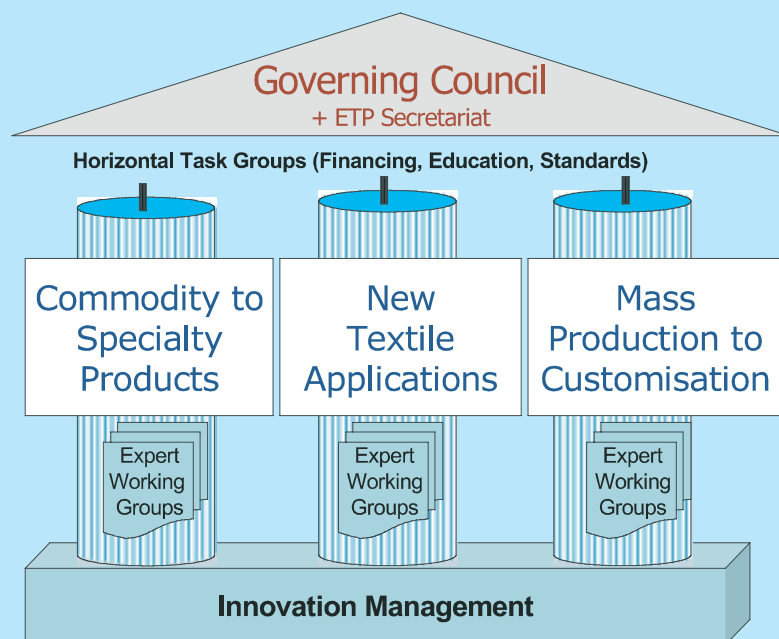 Governing Council
+ ETP Secretariat
Horizontal Task Groups (Financing, Education, Standards)
Commodity to
Specialty
Products
New
Textile
Applications
Mass
Production to
Customisation
Expert
Working
Groups
Expert
Working
Groups
Expert
Working
Groups
Innovation Management